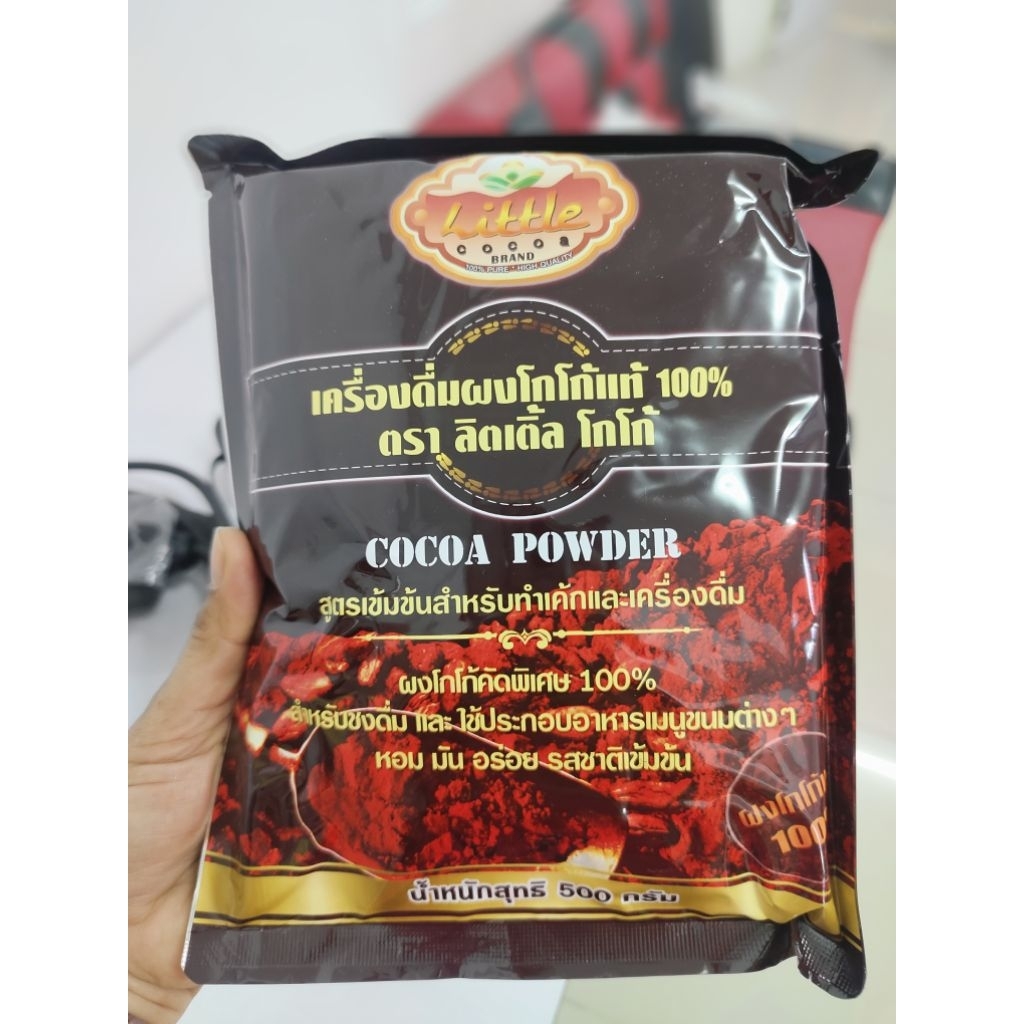 Little
COCOA
BRAND
100% PURE • HIGH QUALITY
เครื่องดื่มผงโกโก้แท้ 100%
ตรา ลิตเติ้ล โกโก้
COCOA POWDER
สูตรเข้มข้นสำหรับทำเค้กและเครื่องดื่ม
ผงโกโก้คัดพิเศษ 100%
สำหรับชงดื่ม และ ใช้ประกอบอาหารเมนูขนมต่างๆ
หอม มัน อร่อย รสชาติเข้มข้น
ผงโกโก้
100
น้ำหนักสุทธิ 500 กรัม